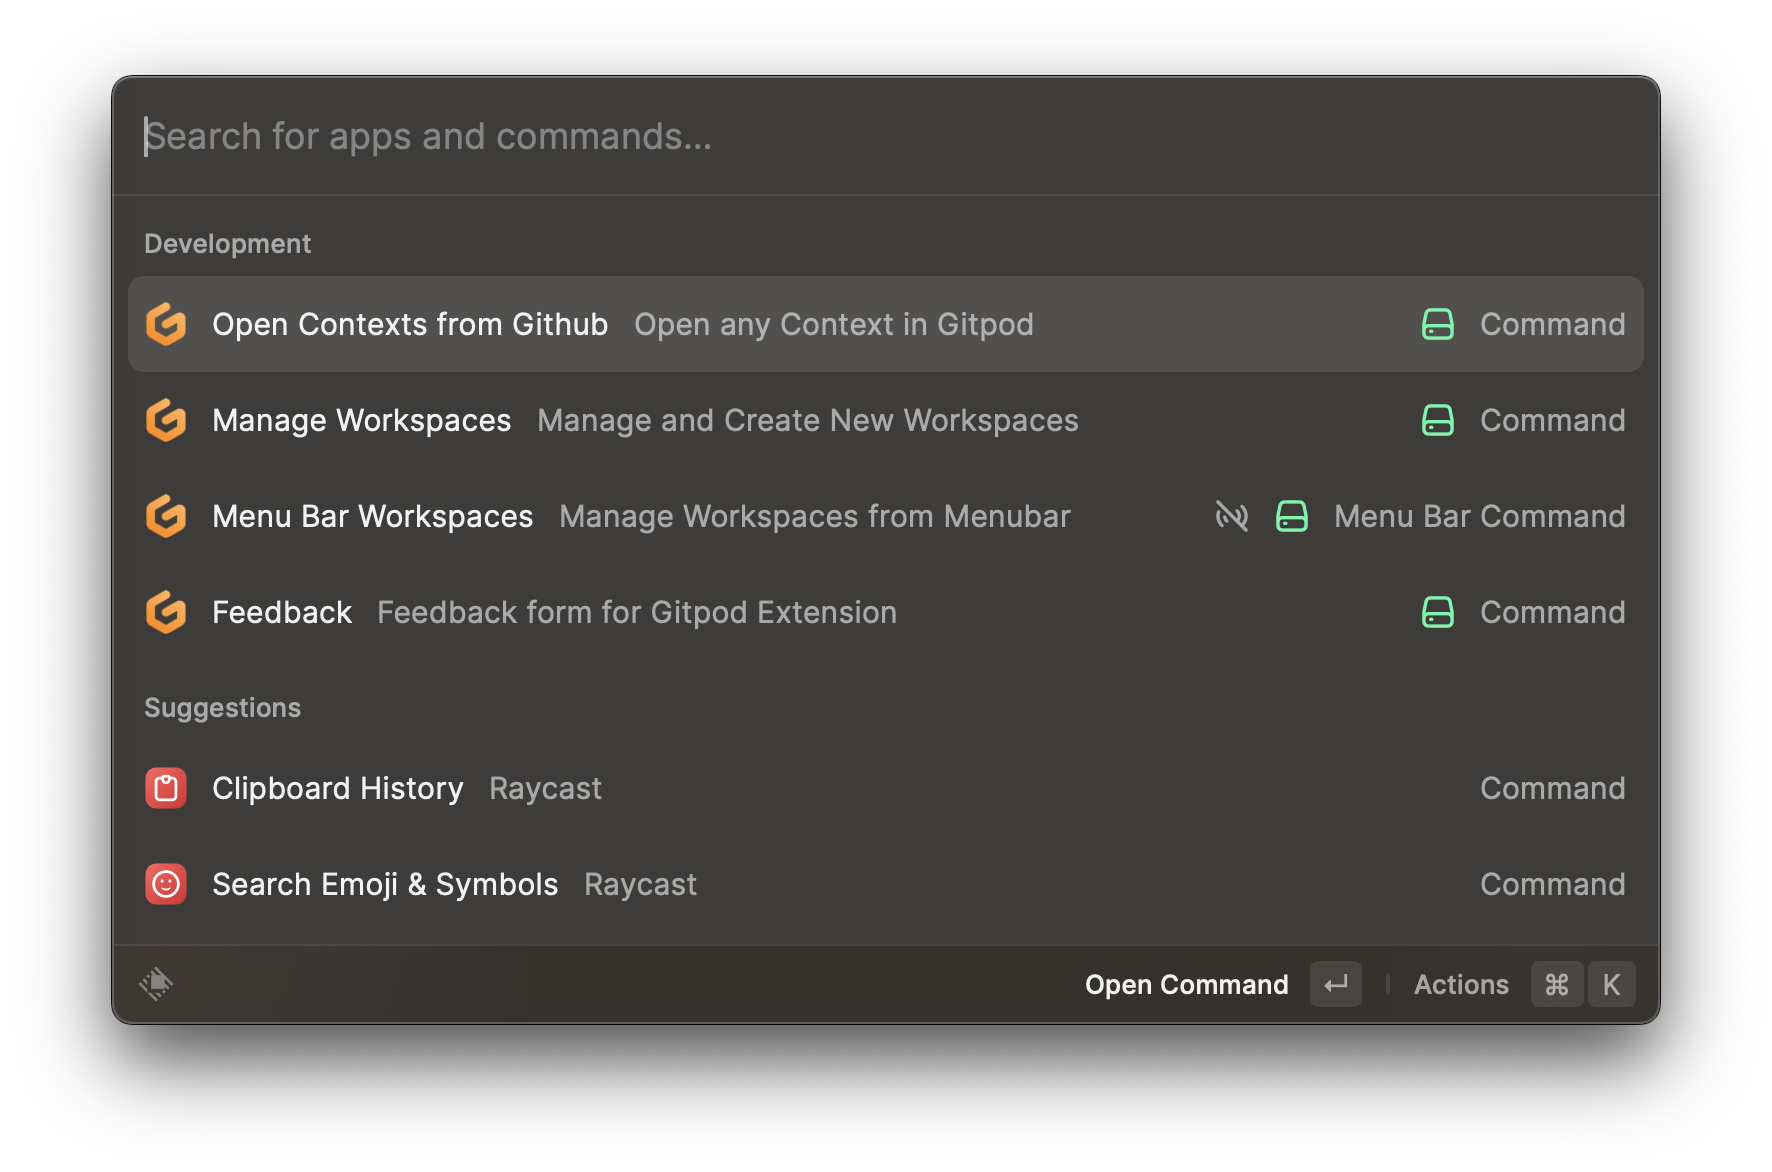 Search for apps and commands...
Development
Open Contexts from Github Open any Context in Gitpod Command
Manage Workspaces Manage and Create New Workspaces Command
Menu Bar Workspaces Manage Workspaces from Menubar Menu Bar Command
Feedback Feedback form for Gitpod Extension Command
Suggestions
Clipboard History Raycast Command
Search Emoji & Symbols Raycast Command
Open Command ↵ Actions ⌘ K